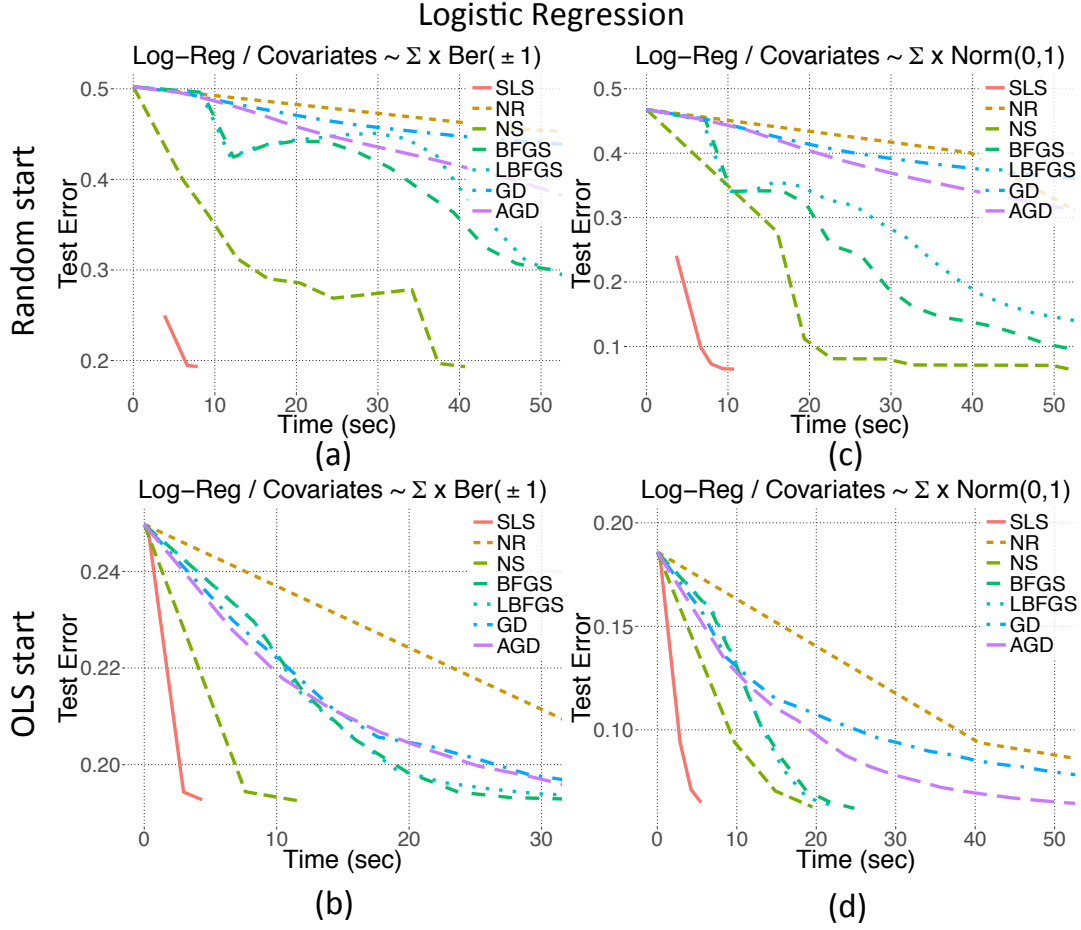 Logistic Regression
Random start
Log−Reg / Covariates ~ Σ x Ber( ± 1)
Test Error
0.5
0.4
0.3
0.2
SLS
NR
NS
BFGS
LBFGS
GD
AGD
0 10 20 30 40 50
Time (sec)
(a)
Log−Reg / Covariates ~ Σ x Norm(0,1)
Test Error
0.5
0.4
0.3
0.2
0.1
SLS
NR
NS
BFGS
LBFGS
GD
AGD
0 10 20 30 40 50
Time (sec)
(c)
OLS start
Log−Reg / Covariates ~ Σ x Ber( ± 1)
Test Error
0.24
0.22
0.20
SLS
NR
NS
BFGS
LBFGS
GD
AGD
0 10 20 30
Time (sec)
(b)
Log−Reg / Covariates ~ Σ x Norm(0,1)
Test Error
0.20
0.15
0.10
SLS
NR
NS
BFGS
LBFGS
GD
AGD
0 10 20 30 40 50
Time (sec)
(d)